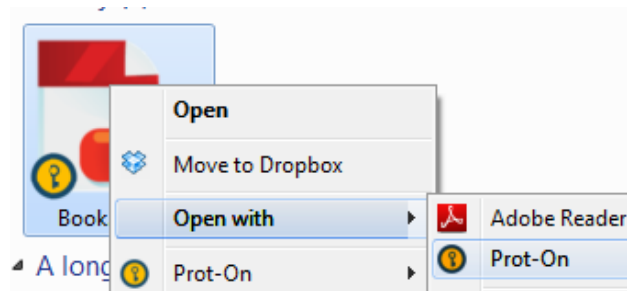 Open
Move to Dropbox
Book
Open with
Adobe Reader
A long
Prot-On
Prot-On